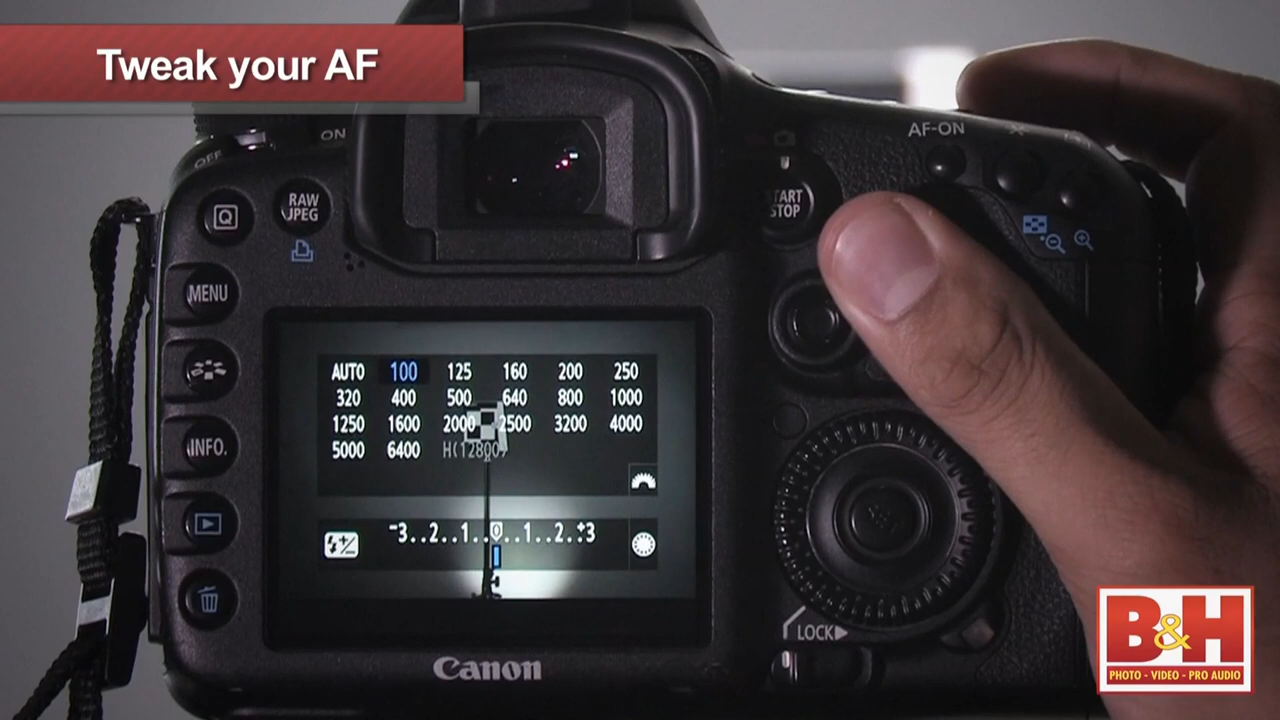 Tweak your AF
ON
OFF
AF-ON
Q
RAW
JPEG
START
STOP
MENU
INFO.
AUTO 100 125 160 200 250
320 400 500 640 800 1000
1250 1600 2000 2500 3200 4000
5000 6400 H(12800)
-3..2..1..0..1..2..+3
LOCK
Canon
B&H
PHOTO - VIDEO - PRO AUDIO